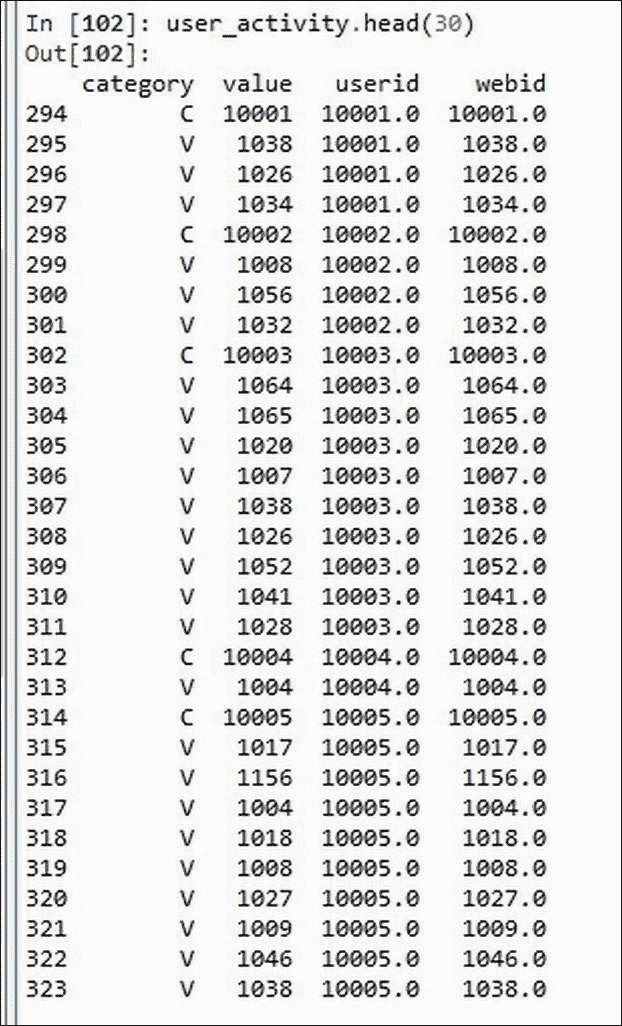 In [102]: user_activity.head(30)
Out[102]:
category value userid webid
294 C 10001 10001.0 10001.0
295 V 1038 10001.0 1038.0
296 V 1026 10001.0 1026.0
297 V 1034 10001.0 1034.0
298 C 10002 10002.0 10002.0
299 V 1008 10002.0 1008.0
300 V 1056 10002.0 1056.0
301 V 1032 10002.0 1032.0
302 C 10003 10003.0 10003.0
303 V 1064 10003.0 1064.0
304 V 1065 10003.0 1065.0
305 V 1020 10003.0 1020.0
306 V 1007 10003.0 1007.0
307 V 1038 10003.0 1038.0
308 V 1026 10003.0 1026.0
309 V 1052 10003.0 1052.0
310 V 1041 10003.0 1041.0
311 V 1028 10003.0 1028.0
312 C 10004 10004.0 10004.0
313 V 1004 10004.0 1004.0
314 C 10005 10005.0 10005.0
315 V 1017 10005.0 1017.0
316 V 1156 10005.0 1156.0
317 V 1004 10005.0 1004.0
318 V 1018 10005.0 1018.0
319 V 1008 10005.0 1008.0
320 V 1027 10005.0 1027.0
321 V 1009 10005.0 1009.0
322 V 1046 10005.0 1046.0
323 V 1038 10005.0 1038.0